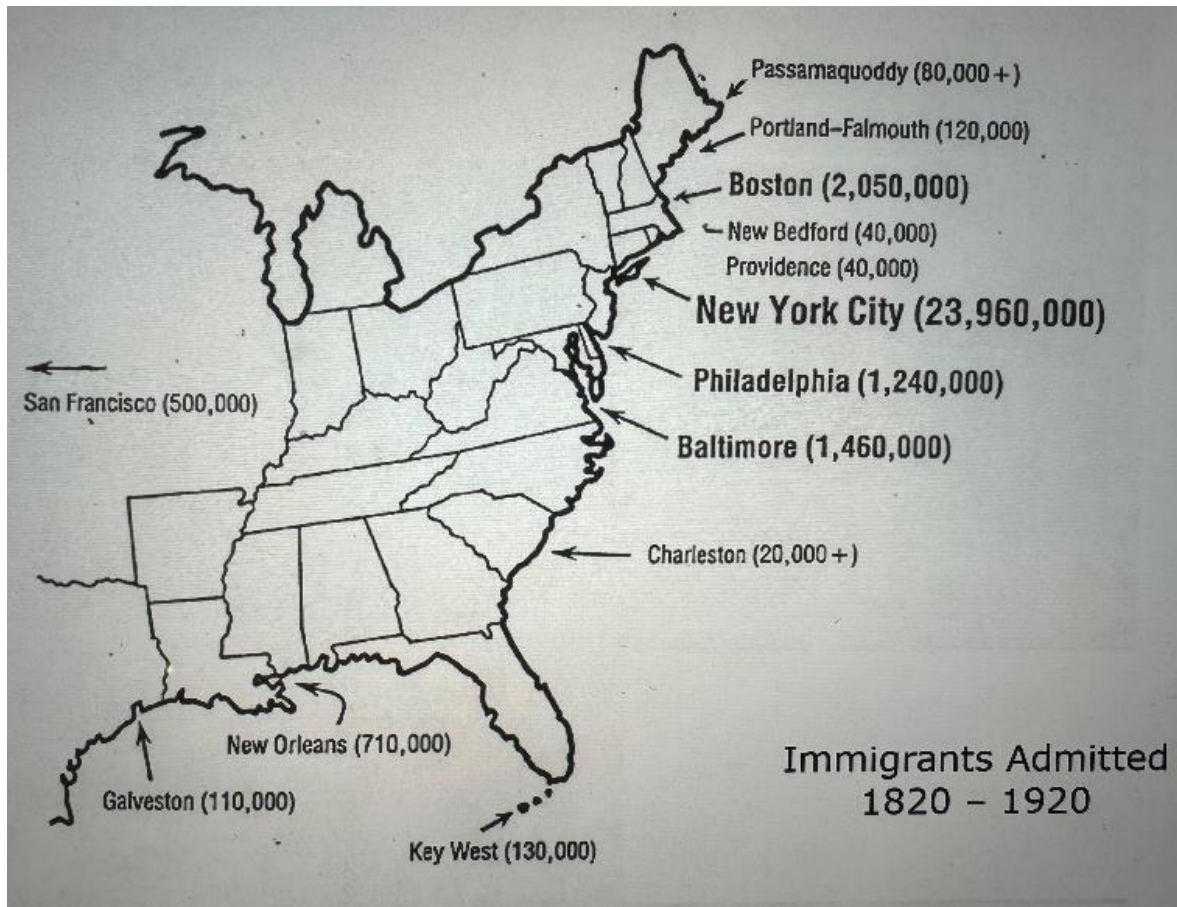 Passamaquoddy (80,000+)
Portland–Falmouth (120,000)
Boston (2,050,000)
New Bedford (40,000)
Providence (40,000)
New York City (23,960,000)
Philadelphia (1,240,000)
San Francisco (500,000)
Baltimore (1,460,000)
Charleston (20,000+)
New Orleans (710,000)
Galveston (110,000)
Key West (130,000)
Immigrants Admitted
1820 – 1920